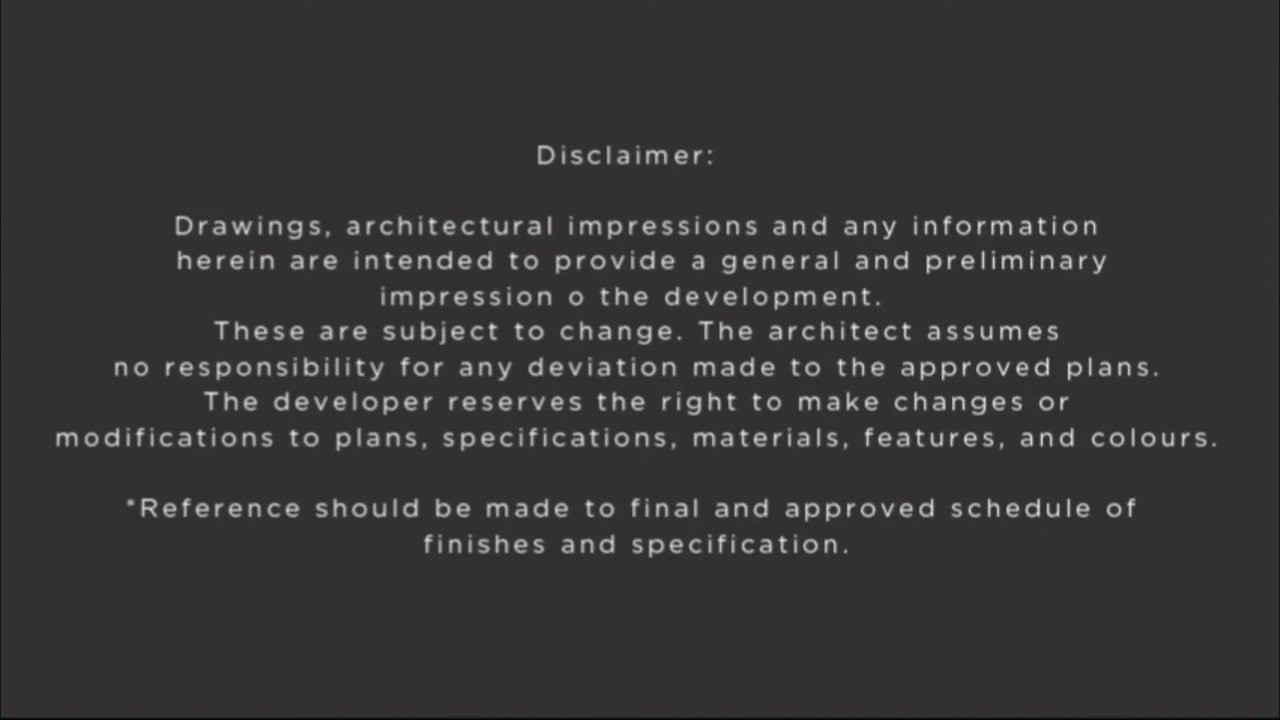 Disclaimer:
Drawings, architectural impressions and any information
herein are intended to provide a general and preliminary
impression o the development.
These are subject to change. The architect assumes
no responsibility for any deviation made to the approved plans.
The developer reserves the right to make changes or
modifications to plans, specifications, materials, features, and colours.
*Reference should be made to final and approved schedule of
finishes and specification.